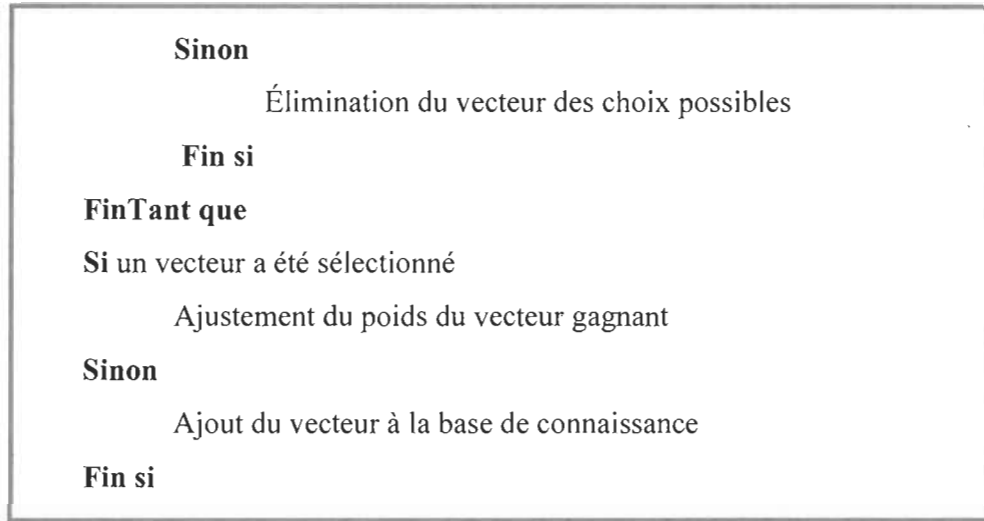 Sinon
Élimination du vecteur des choix possibles
Fin si
FinTant que
Si un vecteur a été sélectionné
Ajustement du poids du vecteur gagnant
Sinon
Ajout du vecteur à la base de connaissance
Fin si